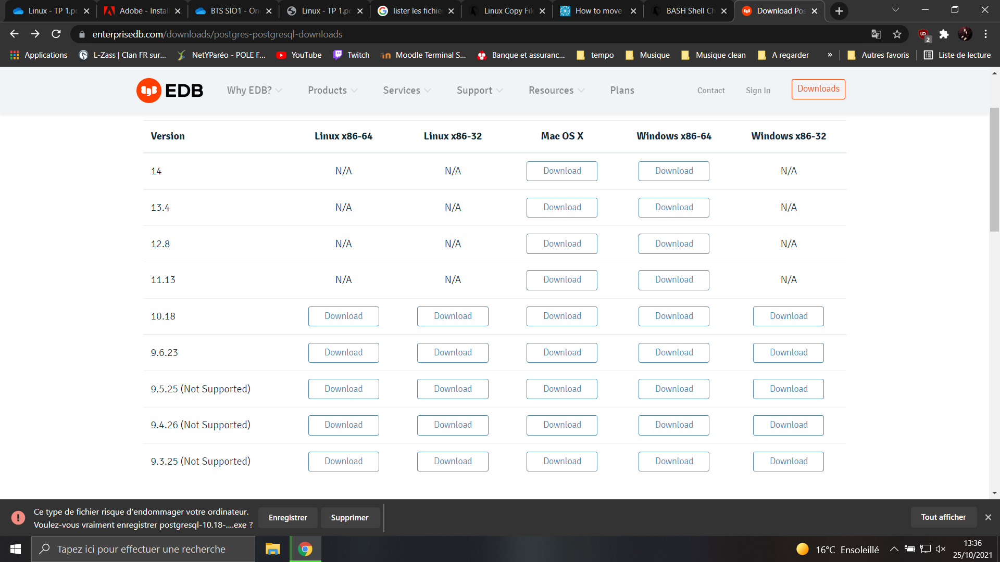 Linux - TP 1.pc
Adobe - Instal
BTS SIO1 - On
Linux - TP 1.pc
lister les fichie
Linux Copy File
How to move
BASH Shell Ch
Download Pos
enterprisedb.com/downloads/postgres-postgresql-downloads
2
Applications
L-Zass | Clan FR sur...
NetYParéo - POLE F...
YouTube
Twitch
Moodle Terminal S...
Banque et assuranc...
tempo
Musique
Musique clean
A regarder
»
Autres favoris
Liste de lecture
EDB
Why EDB?
Products
Services
Support
Resources
Plans
Contact
Sign In
Downloads
Version Linux x86-64 Linux x86-32 Mac OS X Windows x86-64 Windows x86-32
14 N/A N/A Download Download N/A
13.4 N/A N/A Download Download N/A
12.8 N/A N/A Download Download N/A
11.13 N/A N/A Download Download N/A
10.18 Download Download Download Download Download
9.6.23 Download Download Download Download Download
9.5.25 (Not Supported) Download Download Download Download Download
9.4.26 (Not Supported) Download Download Download Download Download
9.3.25 (Not Supported) Download Download Download Download Download
Ce type de fichier risque d'endommager votre ordinateur.
Voulez-vous vraiment enregistrer postgresql-10.18-....exe ?
Enregistrer
Supprimer
Tout afficher
Tapez ici pour effectuer une recherche
16°C Ensoleillé
13:36
25/10/2021